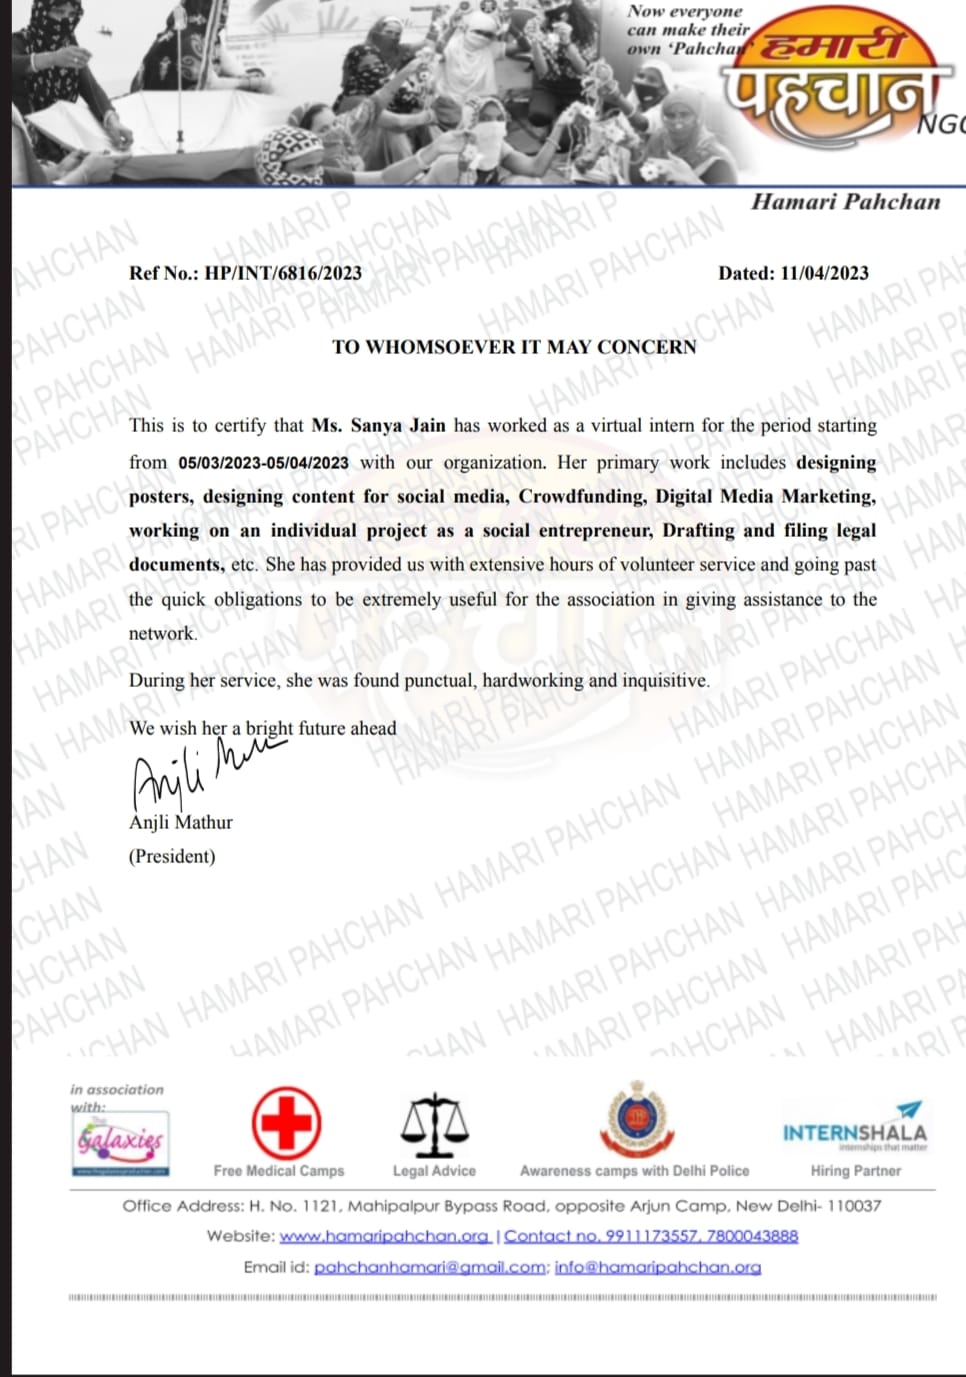 Now everyone
can make their
own ‘Pahchan’
हमारी
पहचान
NGO
Hamari Pahchan
Ref No.: HP/INT/6816/2023
Dated: 11/04/2023
TO WHOMSOEVER IT MAY CONCERN
This is to certify that Ms. Sanya Jain has worked as a virtual intern for the period starting
from 05/03/2023-05/04/2023 with our organization. Her primary work includes designing
posters, designing content for social media, Crowdfunding, Digital Media Marketing,
working on an individual project as a social entrepreneur, Drafting and filing legal
documents, etc. She has provided us with extensive hours of volunteer service and going past
the quick obligations to be extremely useful for the association in giving assistance to the
network.
During her service, she was found punctual, hardworking and inquisitive.
We wish her a bright future ahead
Anjli Mathur
(President)
in association
with:
The
Galaxies
Free Medical Camps
Legal Advice
Awareness camps with Delhi Police
INTERNSHALA
internships that matter
Hiring Partner
Office Address: H. No. 1121, Mahipalpur Bypass Road, opposite Arjun Camp, New Delhi- 110037
Website: www.hamaripahchan.org | Contact no. 9911173557, 7800043888
Email id: pahchanhamari@gmail.com; info@hamaripahchan.org
HAMARI PAHCHAN